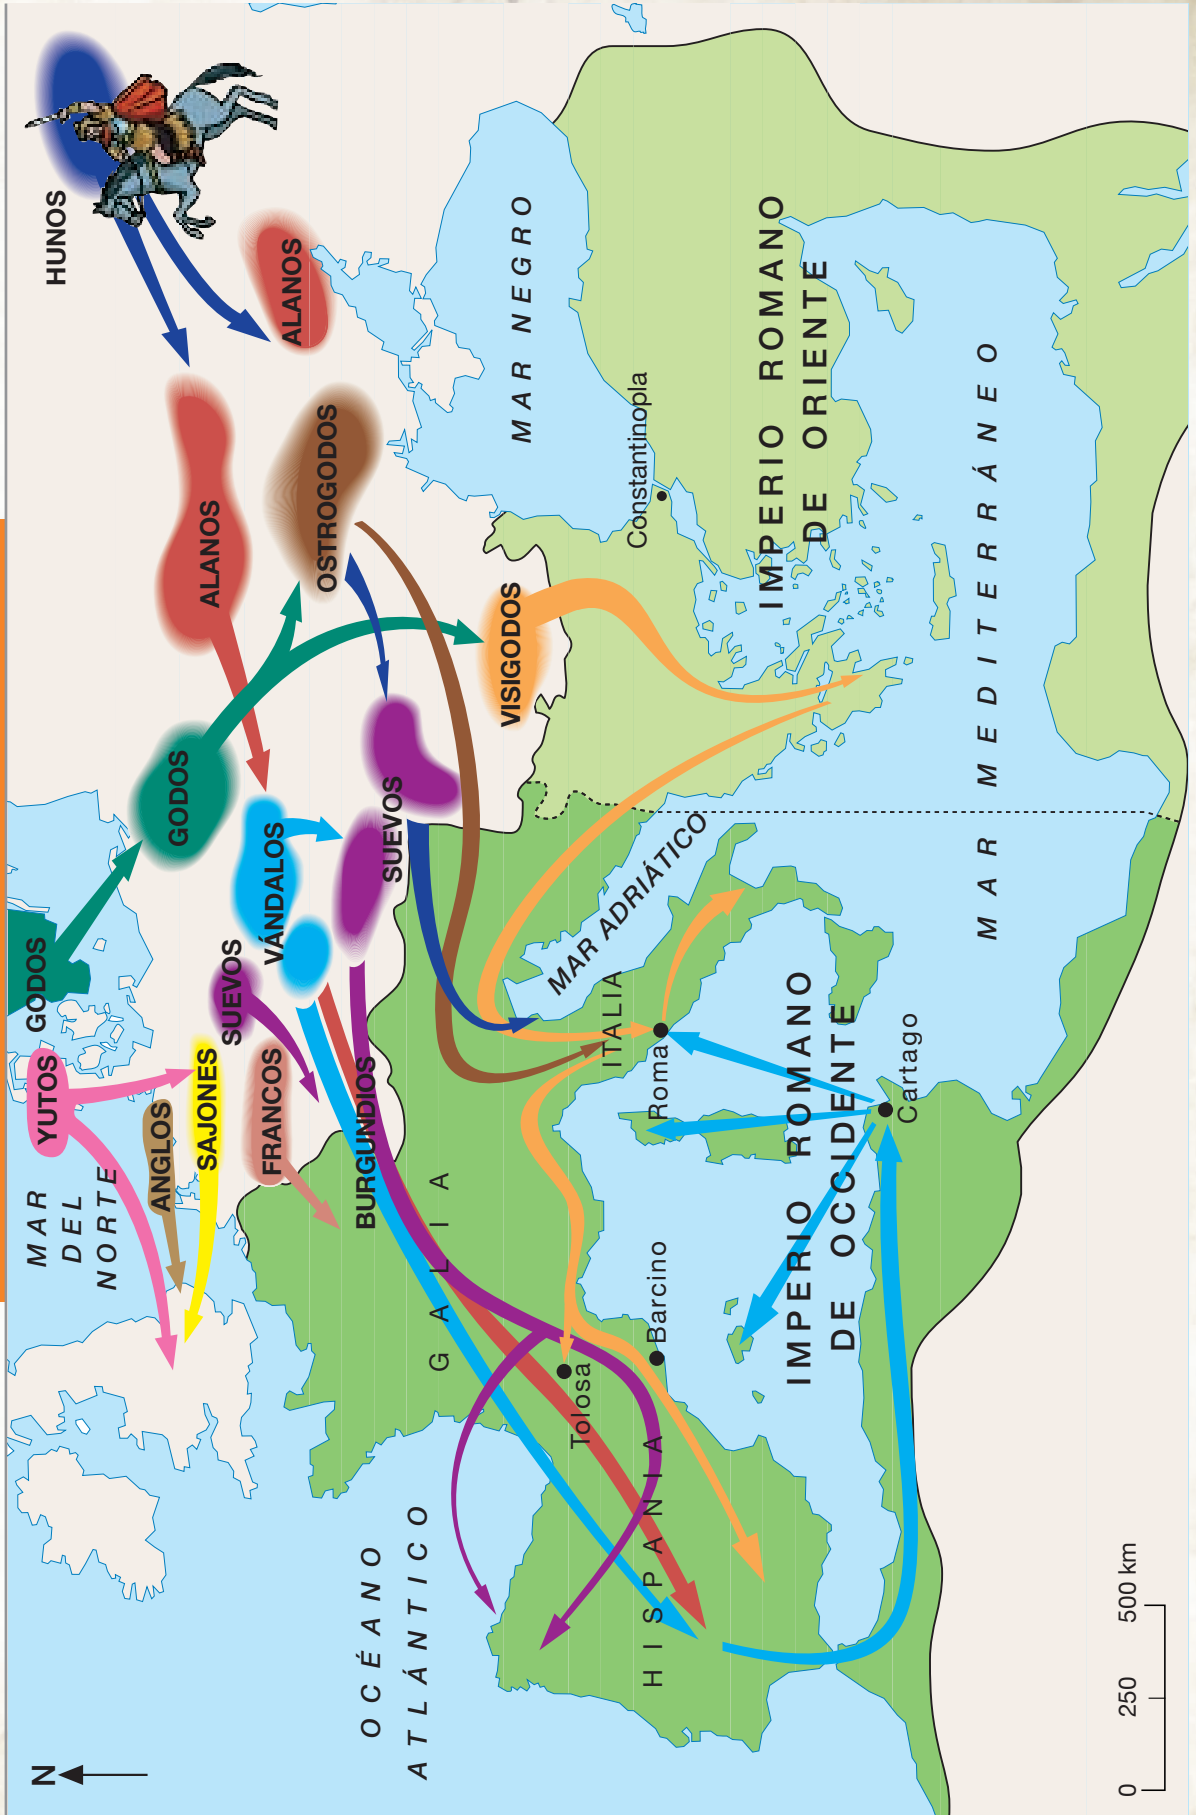 N
HUNOS
ALANOS
ALANOS
OSTROGODOS
GODOS
GODOS
VISIGODOS
VÁNDALOS
SUEVOS
SUEVOS
YUTOS
ANGLOS
SAJONES
FRANCOS
BURGUNDIOS
MAR
DEL
NORTE
MAR NEGRO
MAR ADRIÁTICO
OCÉANO
ATLÁNTICO
GALIA
HISPANIA
ITALIA
Tolosa
Barcino
Roma
Cartago
Constantinopla
IMPERIO ROMANO
DE OCCIDENTE
IMPERIO ROMANO
DE ORIENTE
MAR MEDITERRÁNEO
0 250 500 km